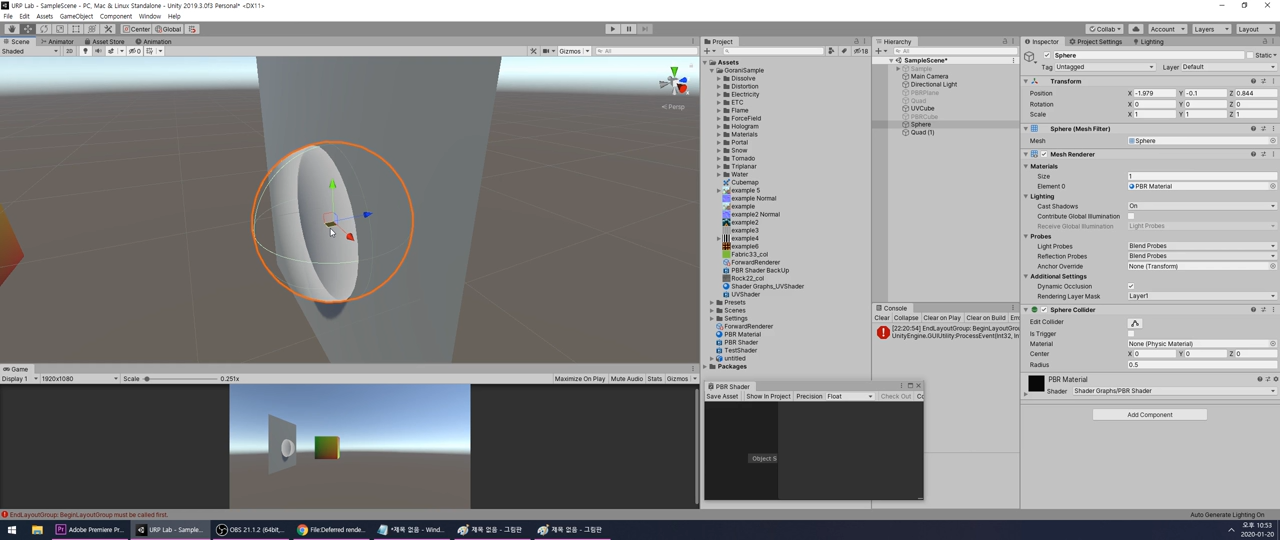 URP Lab - SampleScene - PC, Mac & Linux Standalone - Unity 2019.3.0f3 Personal* <DX11>
File Edit Assets GameObject Component Window Help
Center Global Collab Account Layers Layout
Scene Animator Asset Store Animation
Shaded 2D Gizmos All
Persp
Game
Display 1 1920x1080 Scale 0.251x Maximize On Play Mute Audio Stats Gizmos
Project
18
Assets
GoraniSample
Dissolve
Distortion
Electricity
ETC
Flame
ForceField
Hologram
Materials
Portal
Snow
Tornado
Triplanar
Water
Cubemap
example 5
example Normal
example
example2 Normal
example2
example3
example4
example6
Fabric33_col
ForwardRenderer
PBR Shader BackUp
Rock22_col
Shader Graphs_UVShader
UVShader
Presets
Scenes
Settings
ForwardRenderer
PBR Material
PBR Shader
TestShader
untitled
Packages
Hierarchy
All
SampleScene*
Sample
Main Camera
Directional Light
PBRPlane
Quad
UVCube
PBRCube
Sphere
Quad (1)
Console
Clear Collapse Clear on Play Clear on Build
[22:20:54] EndLayoutGroup: BeginLayoutGrou
UnityEngine.GUIUtility:ProcessEvent(Int32, In
PBR Shader
Save Asset Show In Project Precision Float Check Out
Object S
Inspector Project Settings Lighting
Sphere Static
Tag Untagged Layer Default
Transform
Position X -1.979 Y -0.1 Z 0.844
Rotation X 0 Y 0 Z 0
Scale X 1 Y 1 Z 1
Sphere (Mesh Filter)
Mesh Sphere
Mesh Renderer
Materials
Size 1
Element 0 PBR Material
Lighting
Cast Shadows On
Contribute Global Illumination
Receive Global Illumination Light Probes
Probes
Light Probes Blend Probes
Reflection Probes Blend Probes
Anchor Override None (Transform)
Additional Settings
Dynamic Occlusion
Rendering Layer Mask Layer1
Sphere Collider
Edit Collider
Is Trigger
Material None (Physic Material)
Center X 0 Y 0 Z 0
Radius 0.5
PBR Material
Shader Shader Graphs/PBR Shader
Add Component
EndLayoutGroup: BeginLayoutGroup must be called first.
Auto Generate Lighting On
Adobe Premiere Pr... URP Lab - Sample... OBS 21.1.2 (64bit,... File:Deferred rende... *제목 없음 - Wind... 제목 없음 - 그림판 제목 없음 - 그림판
오후 10:53
2020-01-20